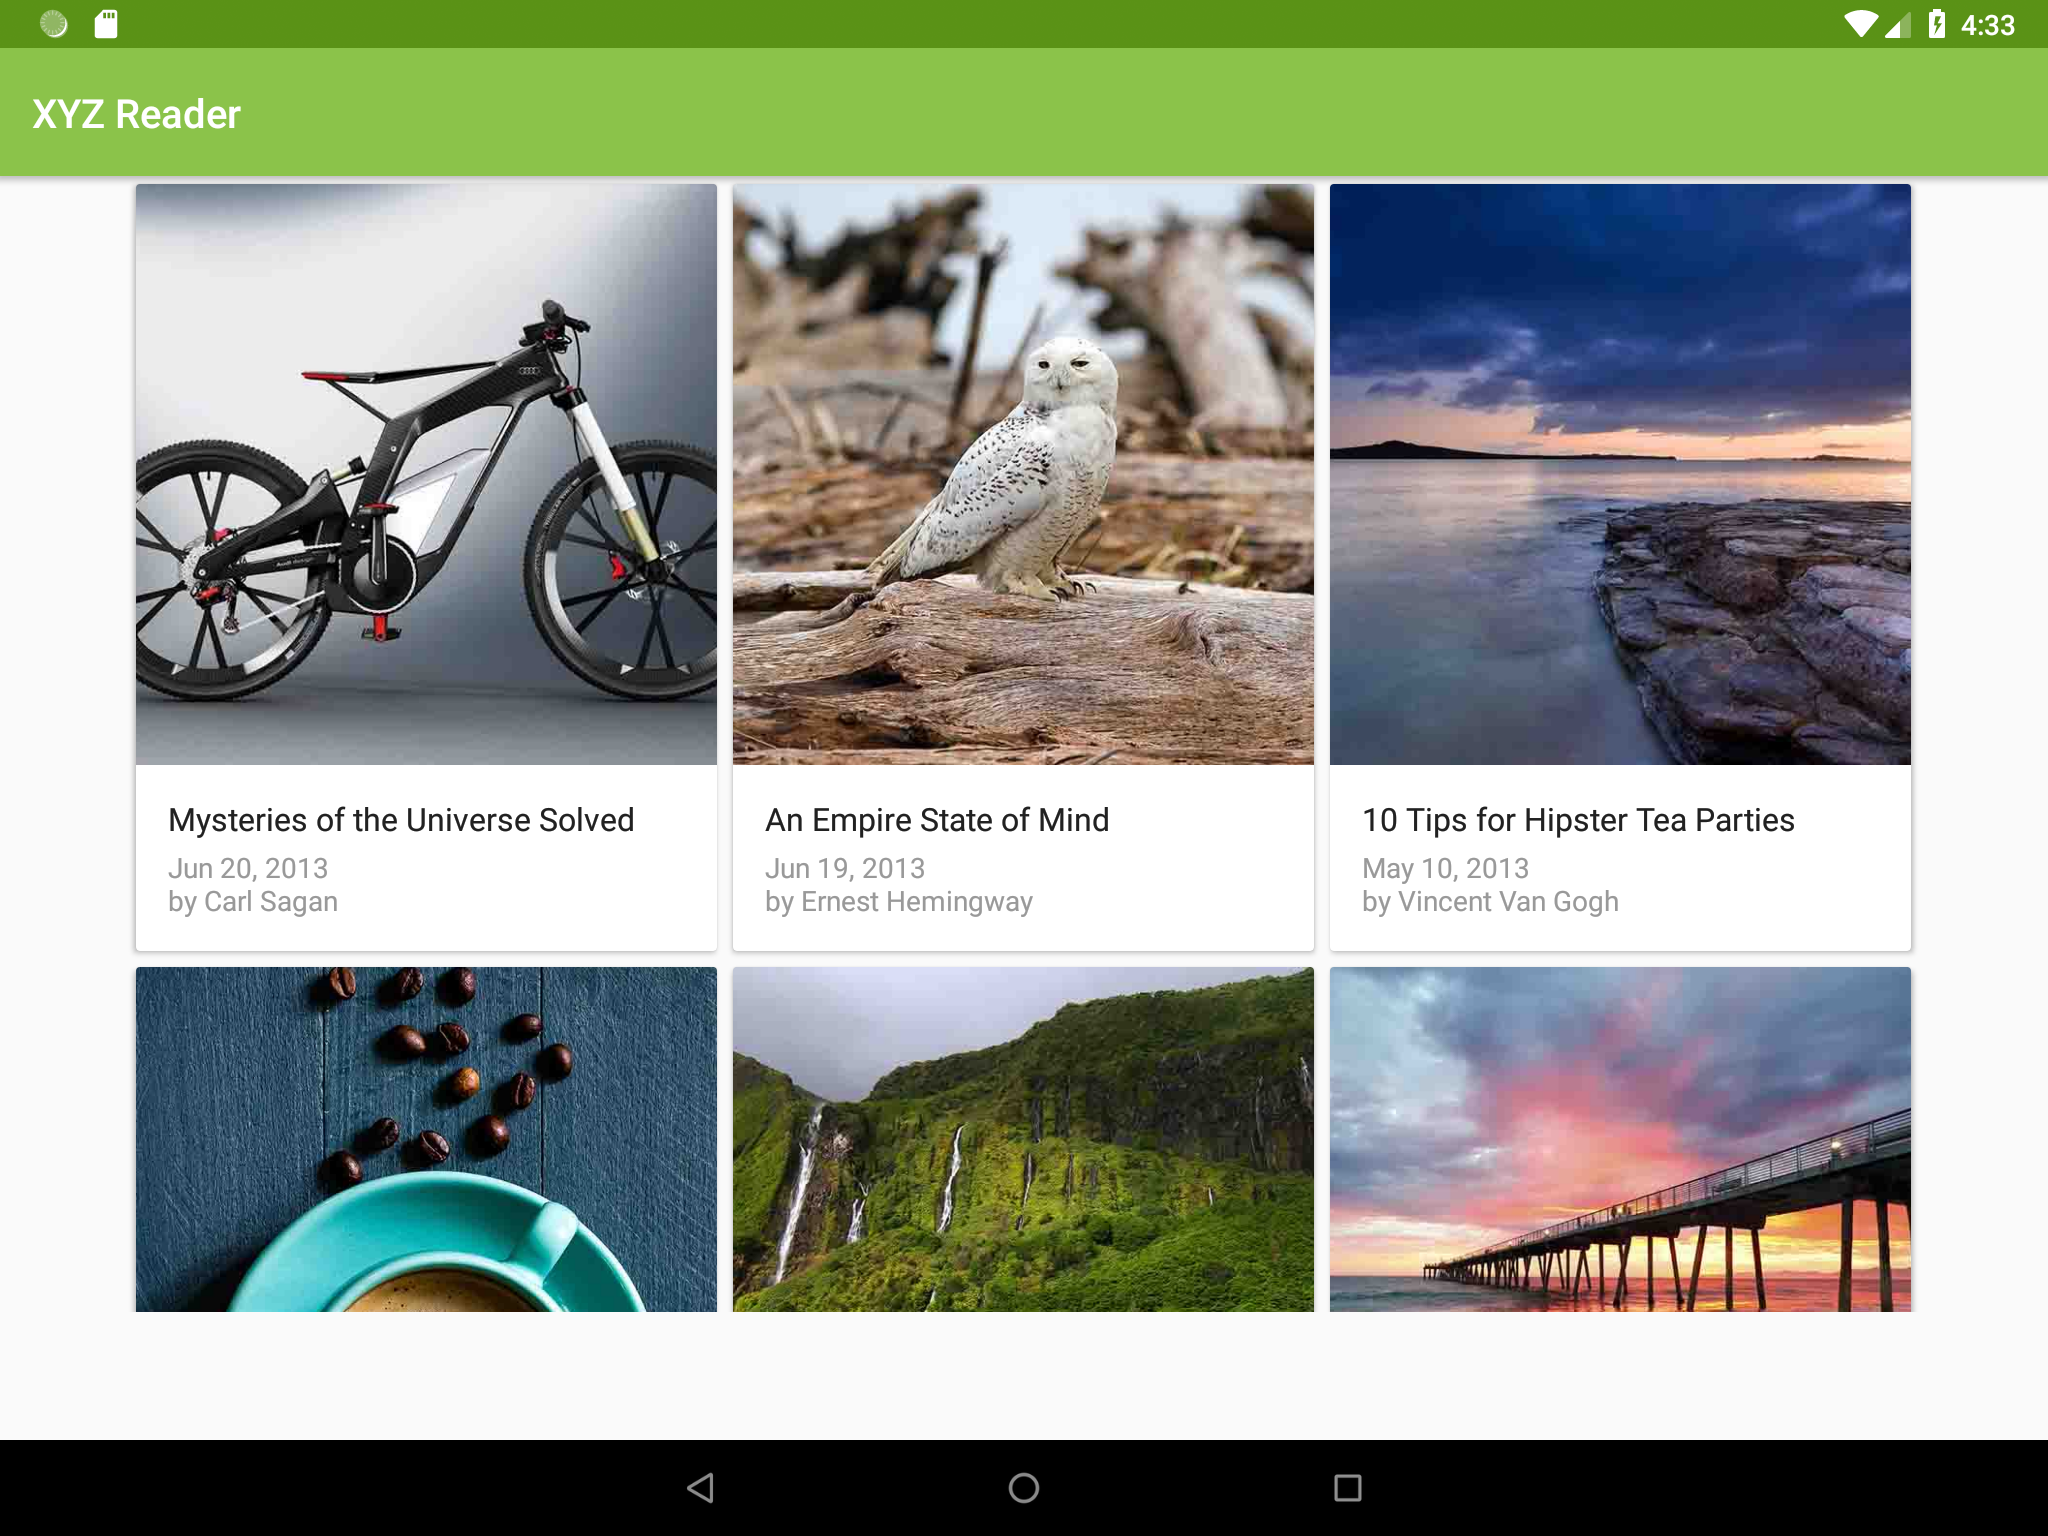 4:33
XYZ Reader
Mysteries of the Universe Solved
Jun 20, 2013
by Carl Sagan
An Empire State of Mind
Jun 19, 2013
by Ernest Hemingway
10 Tips for Hipster Tea Parties
May 10, 2013
by Vincent Van Gogh